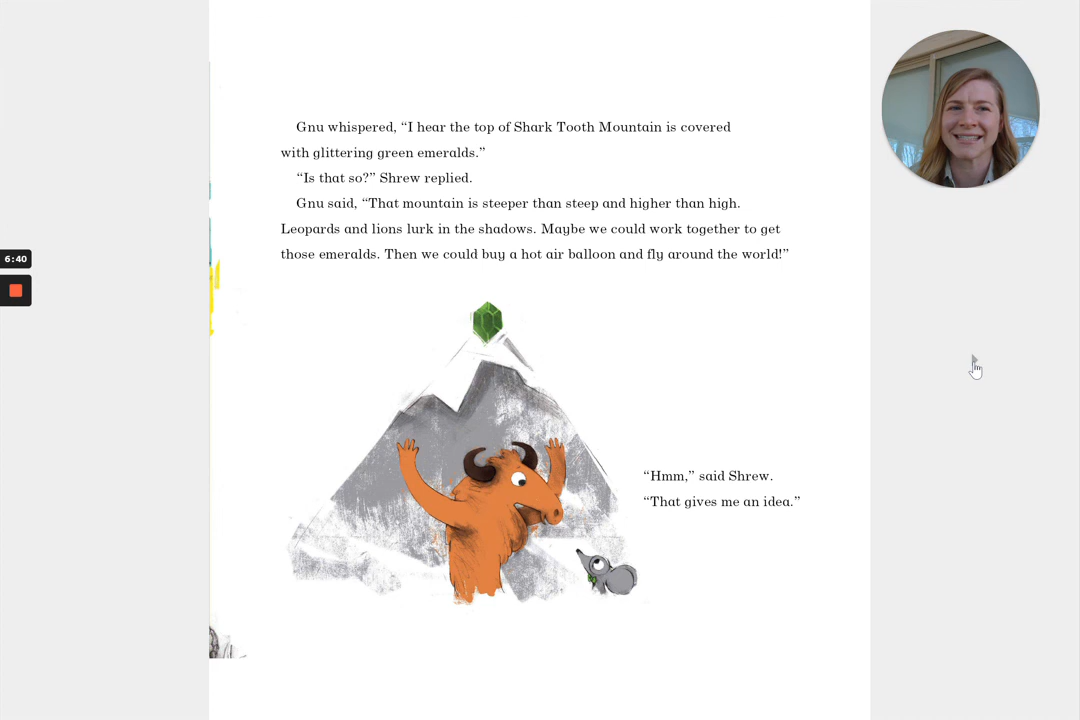 Gnu whispered, “I hear the top of Shark Tooth Mountain is covered
with glittering green emeralds.”
“Is that so?” Shrew replied.
Gnu said, “That mountain is steeper than steep and higher than high.
Leopards and lions lurk in the shadows. Maybe we could work together to get
those emeralds. Then we could buy a hot air balloon and fly around the world!”
6:40
“Hmm,” said Shrew.
“That gives me an idea.”